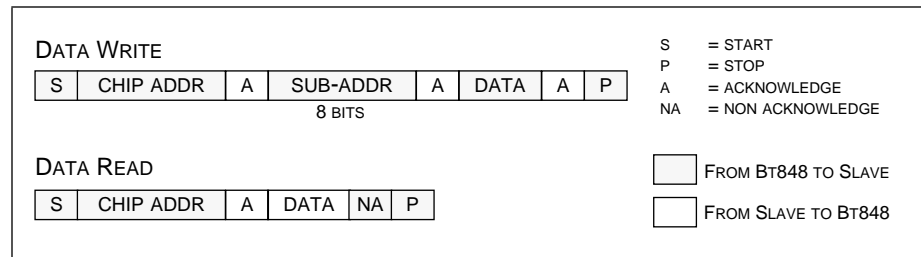 DATA WRITE
S CHIP ADDR A SUB-ADDR A DATA A P
8 BITS
DATA READ
S CHIP ADDR A DATA NA P
S = START
P = STOP
A = ACKNOWLEDGE
NA = NON ACKNOWLEDGE
FROM BT848 TO SLAVE
FROM SLAVE TO BT848